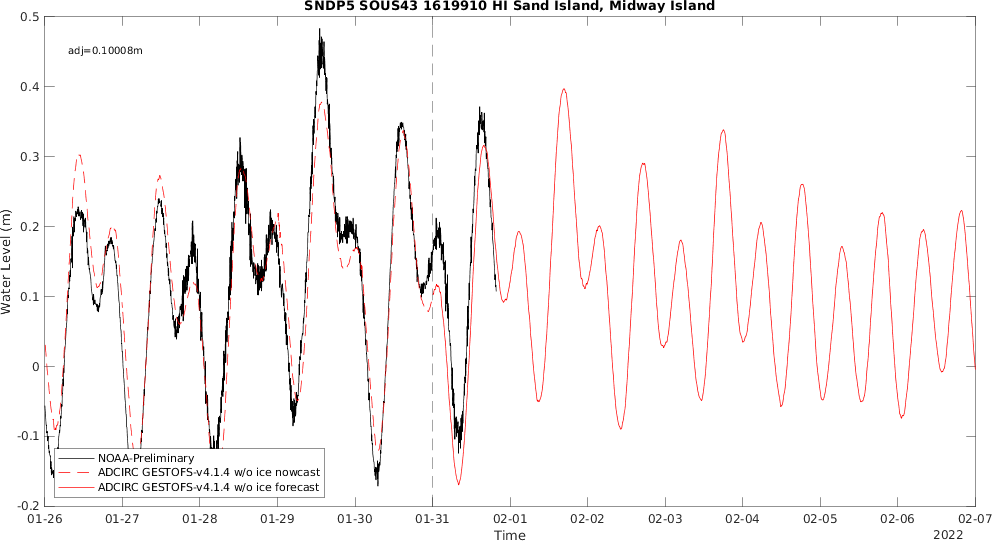 SNDP5 SOUS43 1619910 HI Sand Island, Midway Island
0.5
adj=0.10008m
0.4
0.3
0.2
0.1
0
-0.1
-0.2
Water Level (m)
NOAA-Preliminary
ADCIRC GESTOFS-v4.1.4 w/o ice nowcast
ADCIRC GESTOFS-v4.1.4 w/o ice forecast
01-26 01-27 01-28 01-29 01-30 01-31 02-01 02-02 02-03 02-04 02-05 02-06 02-07
Time
2022